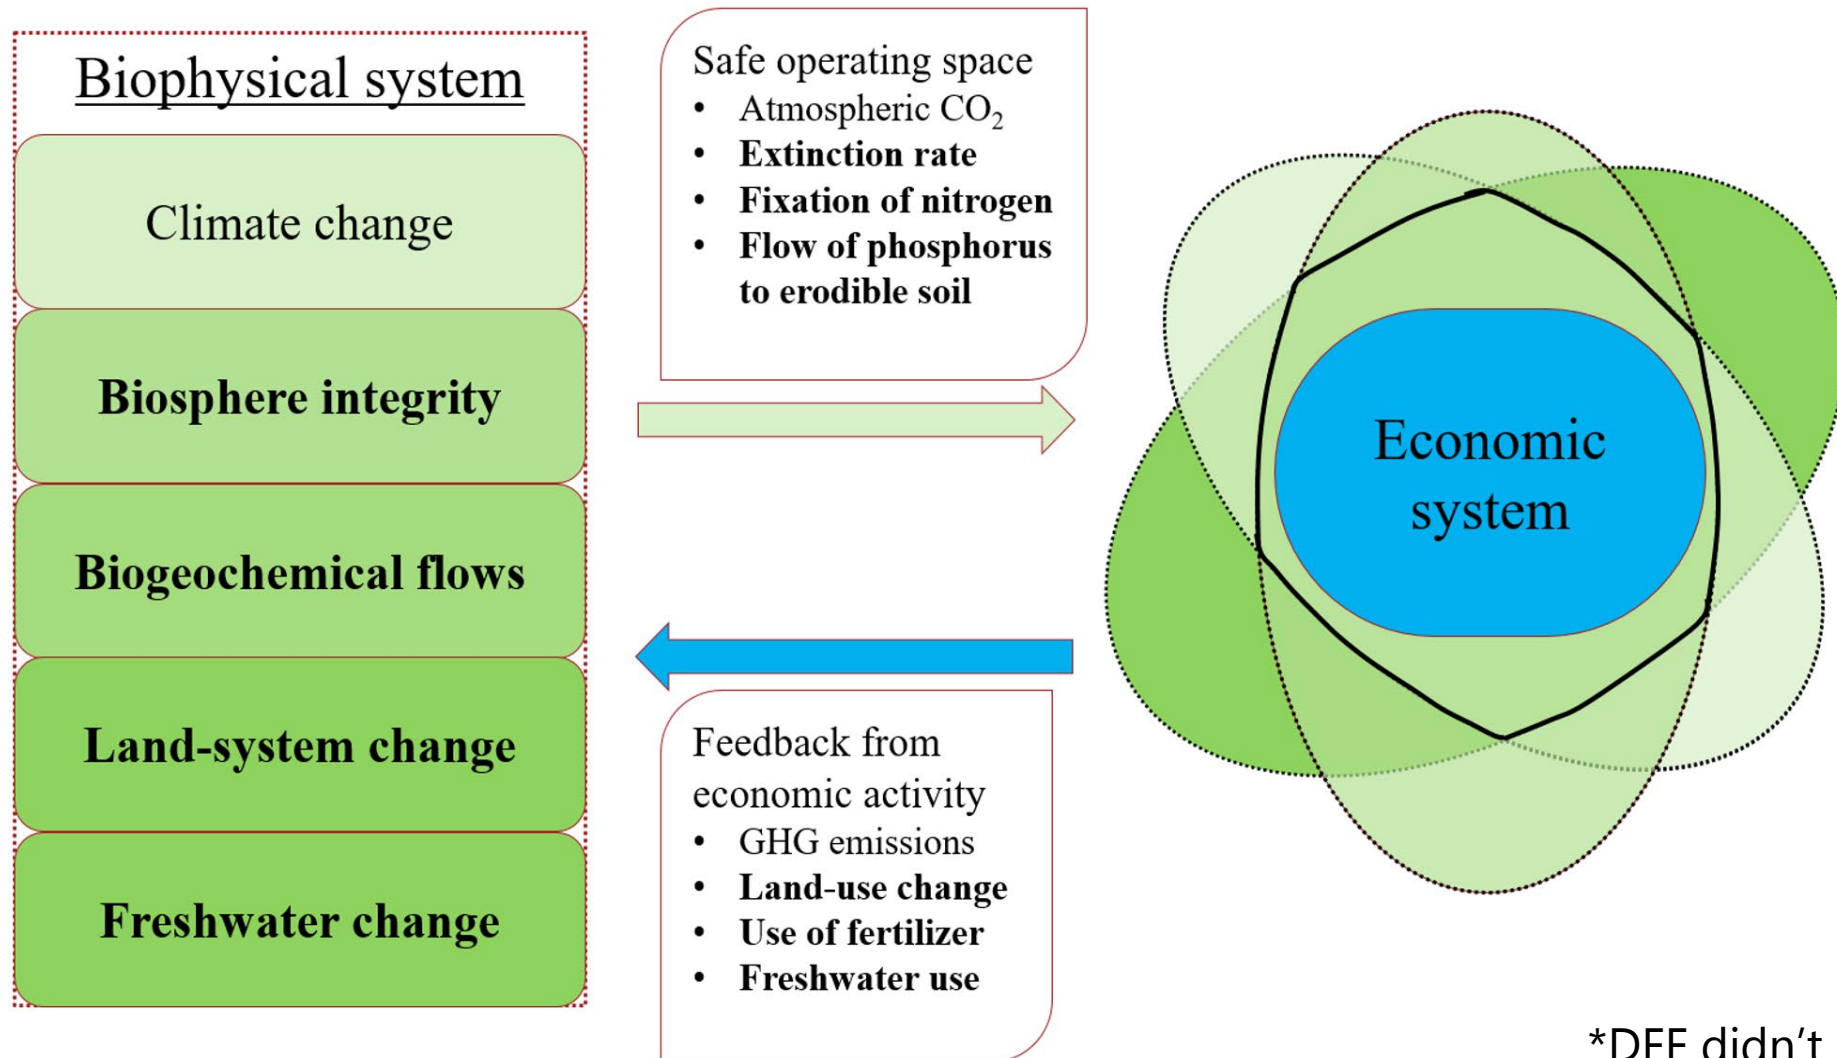 Biophysical system
Climate change
Biosphere integrity
Biogeochemical flows
Land-system change
Freshwater change
Safe operating space
• Atmospheric CO₂
• Extinction rate
• Fixation of nitrogen
• Flow of phosphorus
to erodible soil
Feedback from
economic activity
• GHG emissions
• Land-use change
• Use of fertilizer
• Freshwater use
Economic
system
didn't